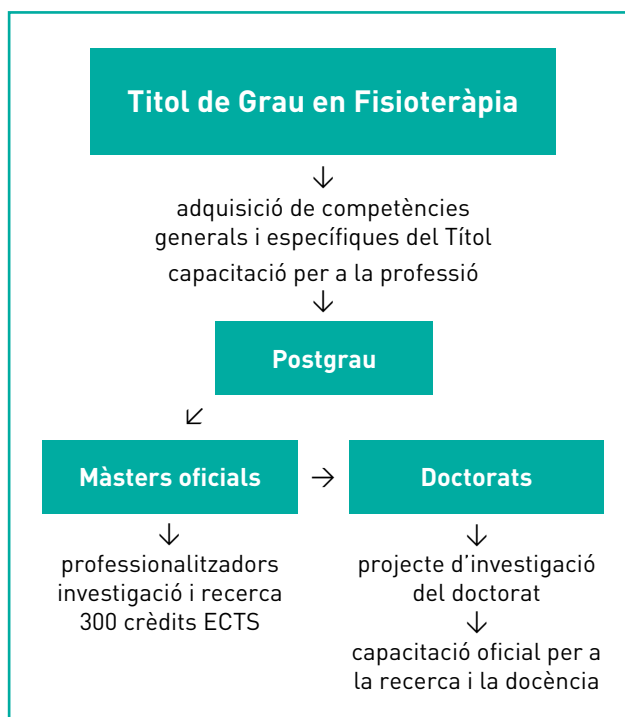 Titol de Grau en Fisioteràpia
adquisició de competències
generals i específiques del Títol
capacitació per a la professió
Postgrau
Màsters oficials
Doctorats
professionalitzadors
investigació i recerca
300 crèdits ECTS
projecte d'investigació
del doctorat
capacitació oficial per a
la recerca i la docència